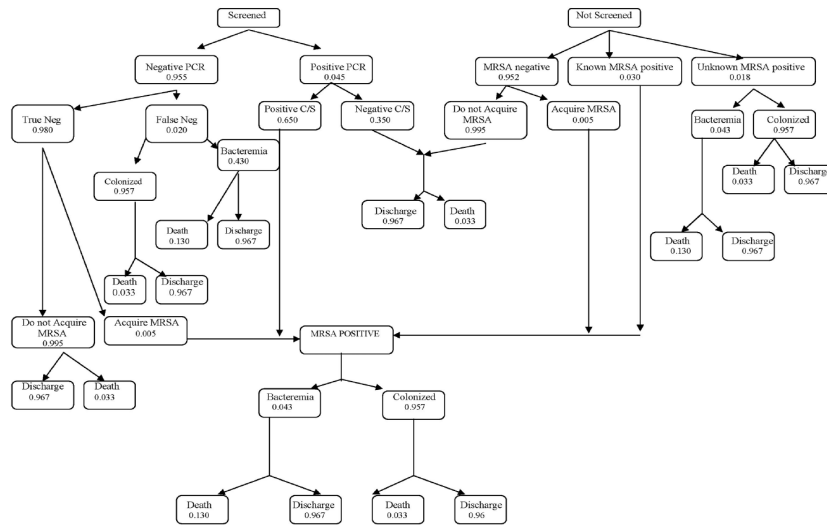 Screened
Not Screened
Negative PCR
0.955
Positive PCR
0.045
MRSA negative
0.952
Known MRSA positive
0.030
Unknown MRSA positive
0.018
True Neg
0.980
False Neg
0.020
Positive C/S
0.650
Negative C/S
0.350
Do not Acquire
MRSA
0.995
Acquire MRSA
0.005
Bacteremia
0.043
Colonized
0.957
Bacteremia
0.430
Colonized
0.957
Death
0.033
Discharge
0.967
Death
0.130
Discharge
0.967
Discharge
0.967
Death
0.033
Death
0.130
Discharge
0.967
Death
0.033
Discharge
0.967
Do not Acquire
MRSA
0.995
Acquire MRSA
0.005
MRSA POSITIVE
Discharge
0.967
Death
0.033
Bacteremia
0.043
Colonized
0.957
Death
0.130
Discharge
0.967
Death
0.033
Discharge
0.96